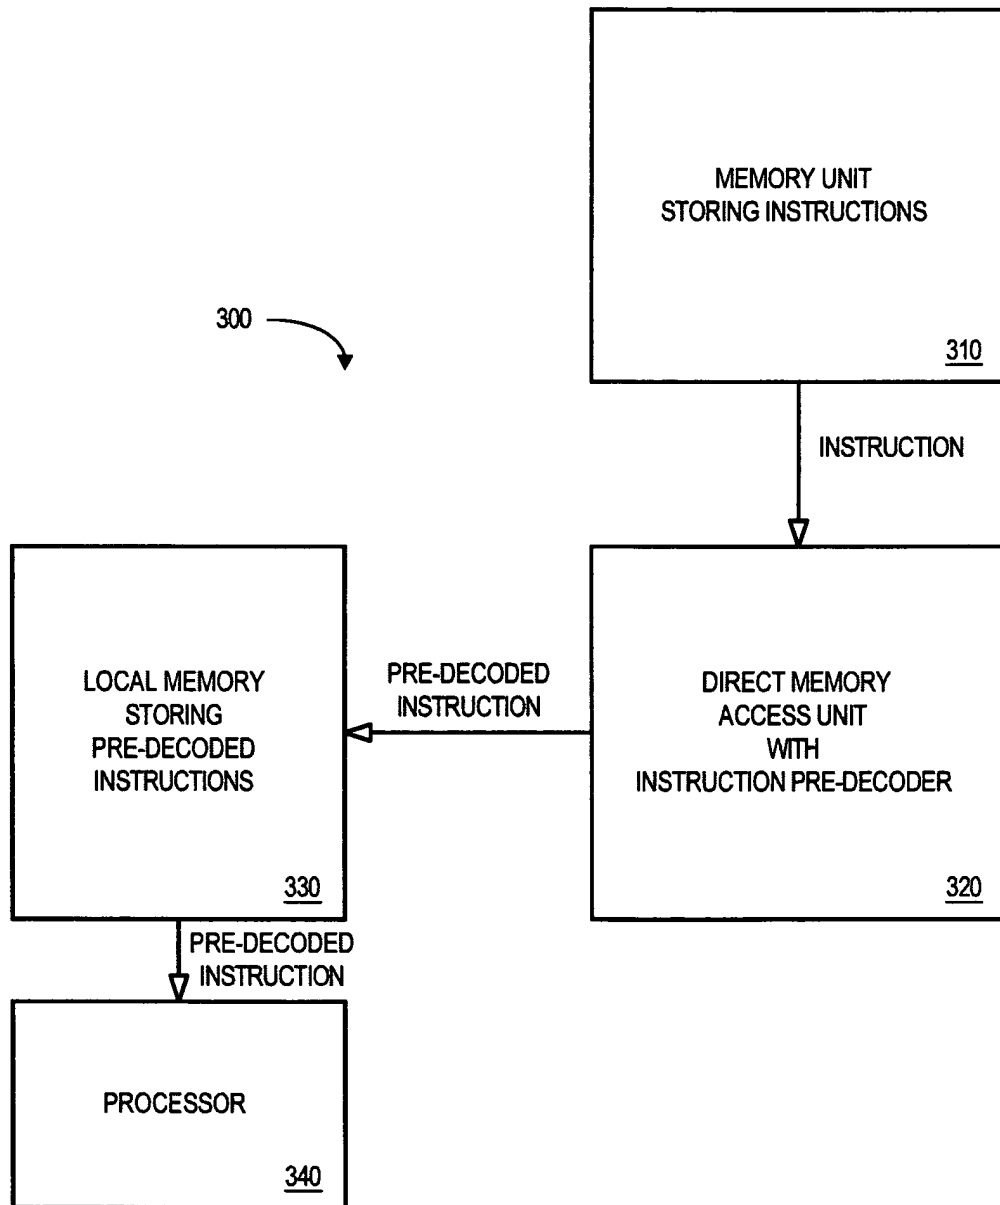 MEMORY UNIT
STORING INSTRUCTIONS
310
300
INSTRUCTION
DIRECT MEMORY
ACCESS UNIT
WITH
INSTRUCTION PRE-DECODER
320
PRE-DECODED
INSTRUCTION
LOCAL MEMORY
STORING
PRE-DECODED
INSTRUCTIONS
330
PRE-DECODED
INSTRUCTION
PROCESSOR
340